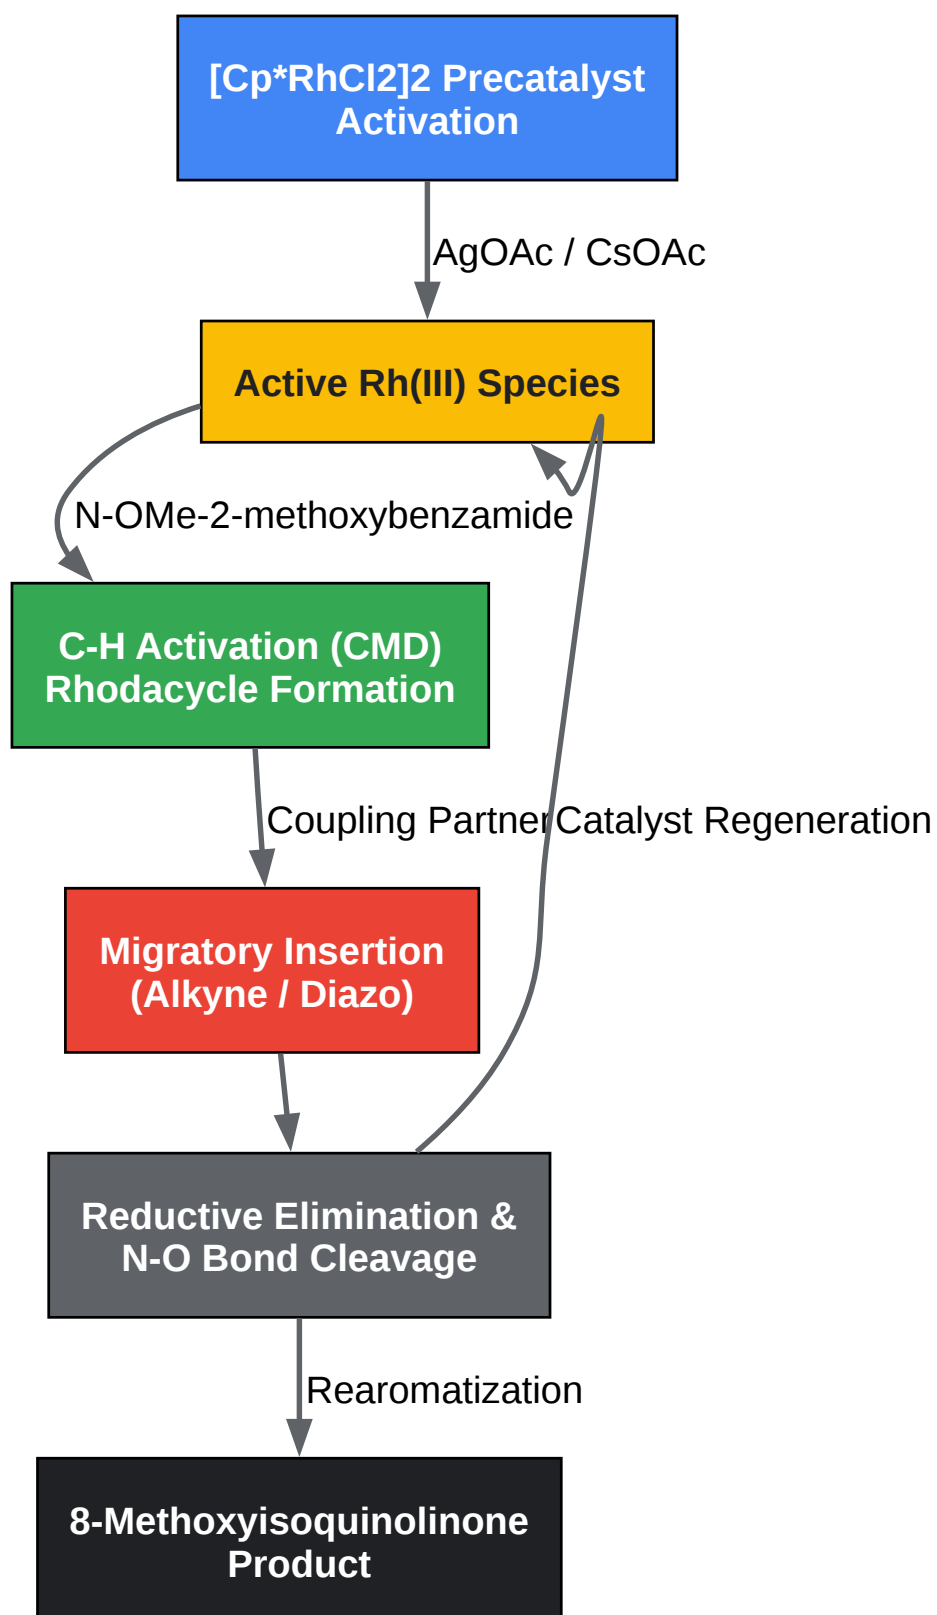 [Cp*RhCl2]2 Precatalyst
Activation
AgOAc / CsOAc
Active Rh(III) Species
N-OMe-2-methoxybenzamide
C-H Activation (CMD)
Rhodacycle Formation
Coupling Partner
Catalyst Regeneration
Migratory Insertion
(Alkyne / Diazo)
Reductive Elimination &
N-O Bond Cleavage
Rearomatization
8-Methoxyisoquinolinone
Product